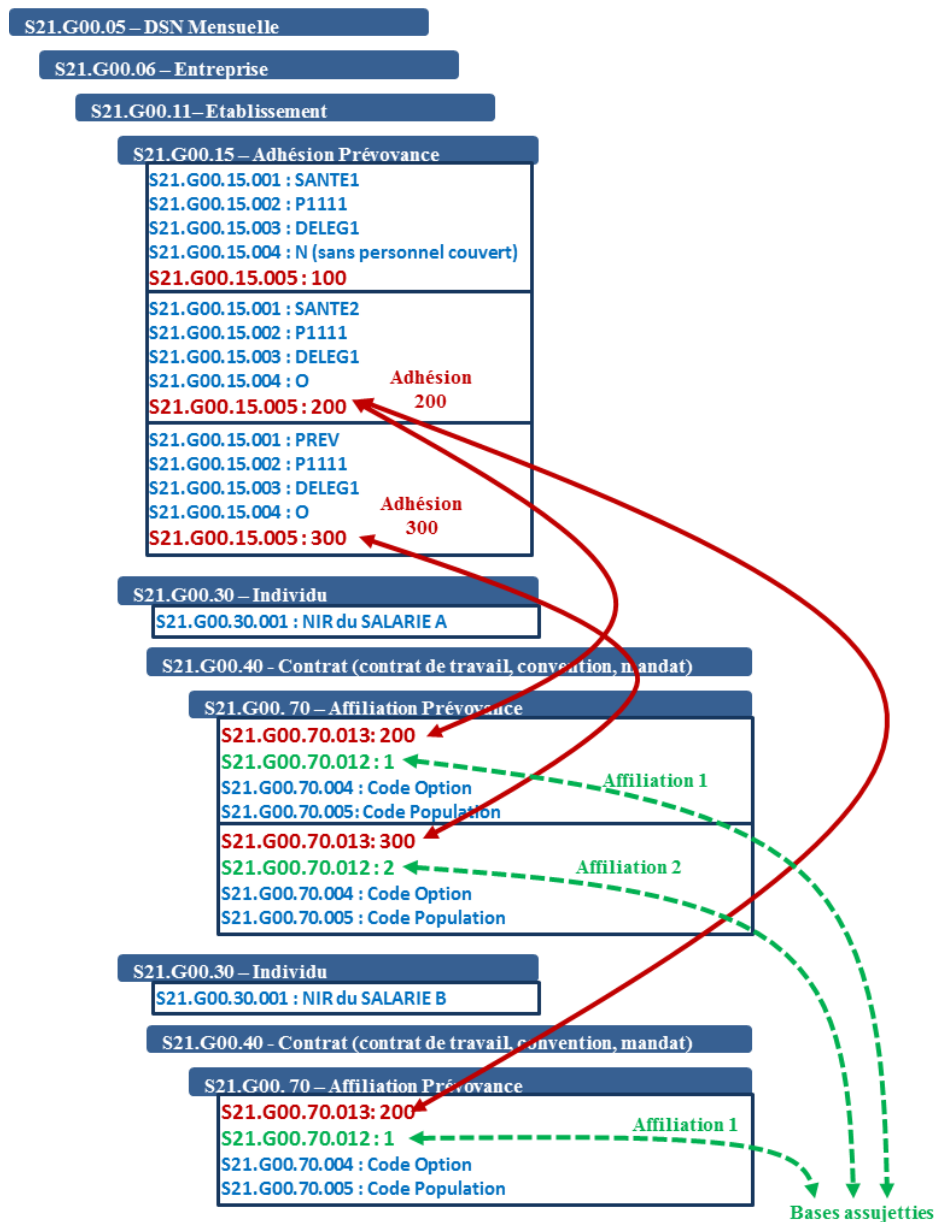 S21.G00.05 – DSN Mensuelle
S21.G00.06 – Entreprise
S21.G00.11– Etablissement
S21.G00.15 – Adhésion Prévoyance
S21.G00.15.001 : SANTE1
S21.G00.15.002 : P1111
S21.G00.15.003 : DELEG1
S21.G00.15.004 : N (sans personnel couvert)
S21.G00.15.005 : 100
S21.G00.15.001 : SANTE2
S21.G00.15.002 : P1111
S21.G00.15.003 : DELEG1
S21.G00.15.004 : O
S21.G00.15.005 : 200
Adhésion
200
S21.G00.15.001 : PREV
S21.G00.15.002 : P1111
S21.G00.15.003 : DELEG1
S21.G00.15.004 : O
S21.G00.15.005 : 300
Adhésion
300
S21.G00.30 – Individu
S21.G00.30.001 : NIR du SALARIE A
S21.G00.40 - Contrat (contrat de travail, convention, mandat)
S21.G00. 70 – Affiliation Prévoyance
S21.G00.70.013: 200
S21.G00.70.012 : 1
Affiliation 1
S21.G00.70.004 : Code Option
S21.G00.70.005: Code Population
S21.G00.70.013: 300
S21.G00.70.012 : 2
Affiliation 2
S21.G00.70.004 : Code Option
S21.G00.70.005 : Code Population
S21.G00.30 – Individu
S21.G00.30.001 : NIR du SALARIE B
S21.G00.40 - Contrat (contrat de travail, convention, mandat)
S21.G00. 70 – Affiliation Prévoyance
S21.G00.70.013: 200
S21.G00.70.012 : 1
Affiliation 1
S21.G00.70.004 : Code Option
S21.G00.70.005 : Code Population
Bases assujetties